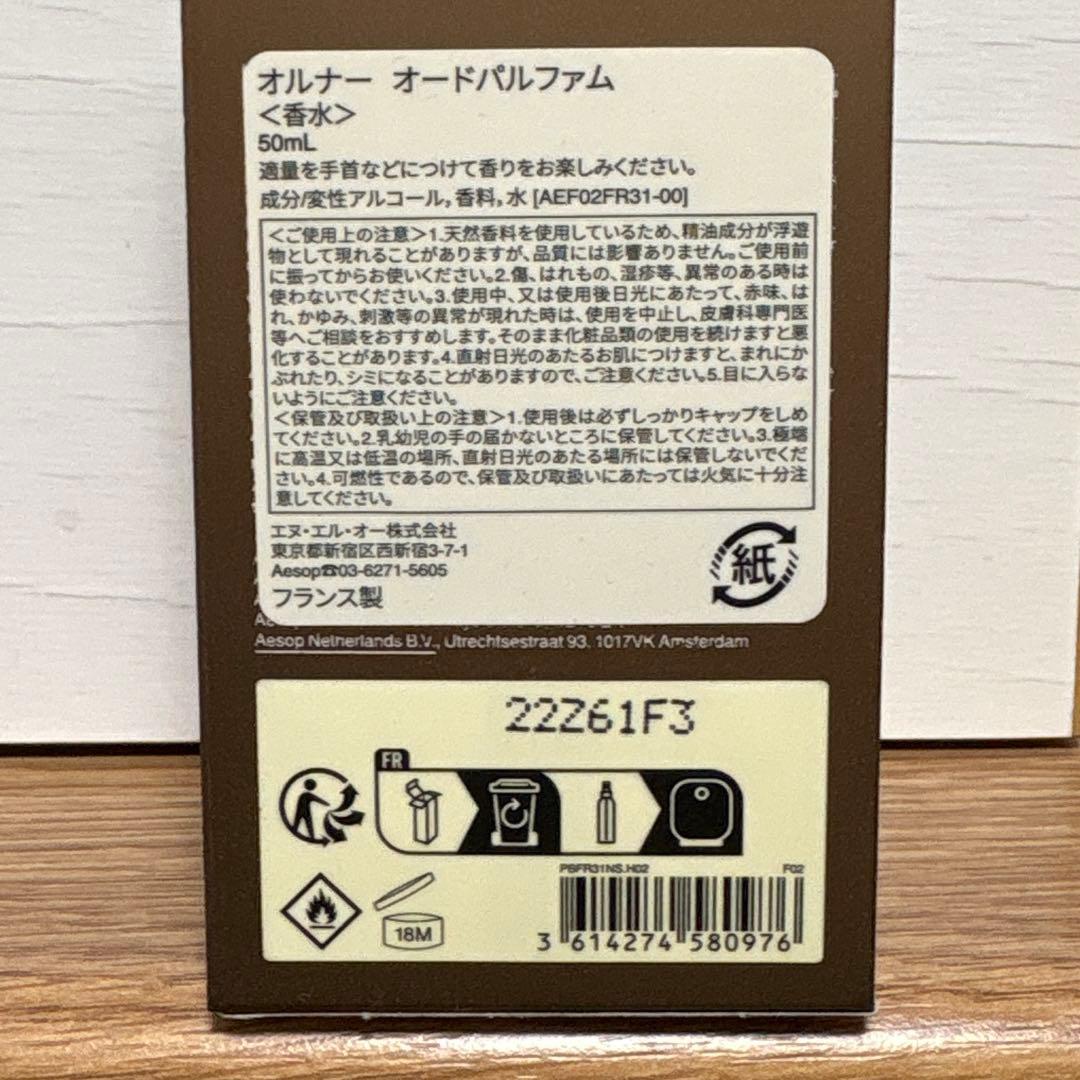 オルナー オードパルファム
＜香水＞
50mL
適量を手首などにつけて香りをお楽しみください。
成分/変性アルコール,香料,水 [AEF02FR31-00]
＜ご使用上の注意＞1.天然香料を使用しているため、精油成分が浮遊
物として現れることがありますが、品質には影響ありません。ご使用前
に振ってからお使いください。2.傷、はれもの、湿疹等、異常のある時は
使わないでください。3.使用中、又は使用後日光にあたって、赤味、は
れ、かゆみ、刺激等の異常が現れた時は、使用を中止し、皮膚科専門医
等へご相談をおすすめします。そのまま化粧品類の使用を続けますと悪
化することがあります。4.直射日光のあたるお肌につけますと、まれにか
ぶれたり、シミになることがありますので、ご注意ください。5.目に入らな
いようにご注意ください。
＜保管及び取扱い上の注意＞1.使用後は必ずしっかりキャップをしめ
てください。2.乳幼児の手の届かないところに保管してください。3.極端
に高温又は低温の場所、直射日光のあたる場所には保管しないでくだ
さい。4.可燃性であるので、保管及び取扱いにあたっては火気に十分注
意してください。
エヌ・エル・オー株式会社
東京都新宿区西新宿3-7-1
Aesop☎03-6271-5605
フランス製
紙
Aesop Netherlands B.V., Utrechtsestraat 93, 1017VK Amsterdam
22Z61F3
FR
PBFR31NS.H02 F02
18M
3 614274 580976